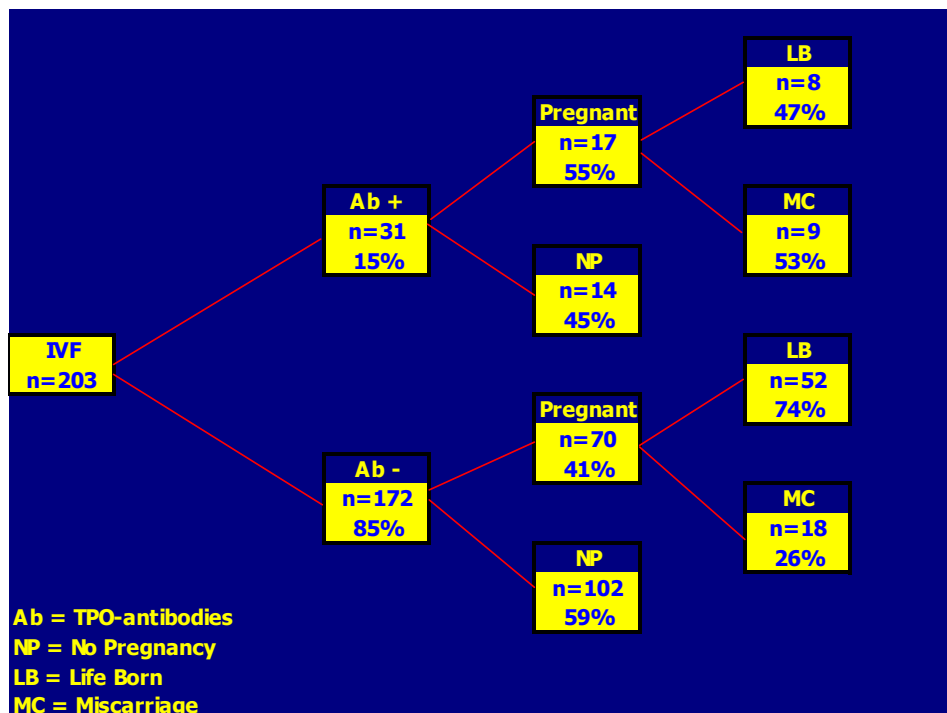 LB
n=8
47%
Pregnant
n=17
55%
MC
n=9
53%
Ab +
n=31
15%
NP
n=14
45%
IVF
n=203
LB
n=52
74%
Pregnant
n=70
41%
Ab -
n=172
85%
MC
n=18
26%
NP
n=102
59%
Ab = TPO-antibodies
NP = No Pregnancy
LB = Life Born
MC = Miscarriage